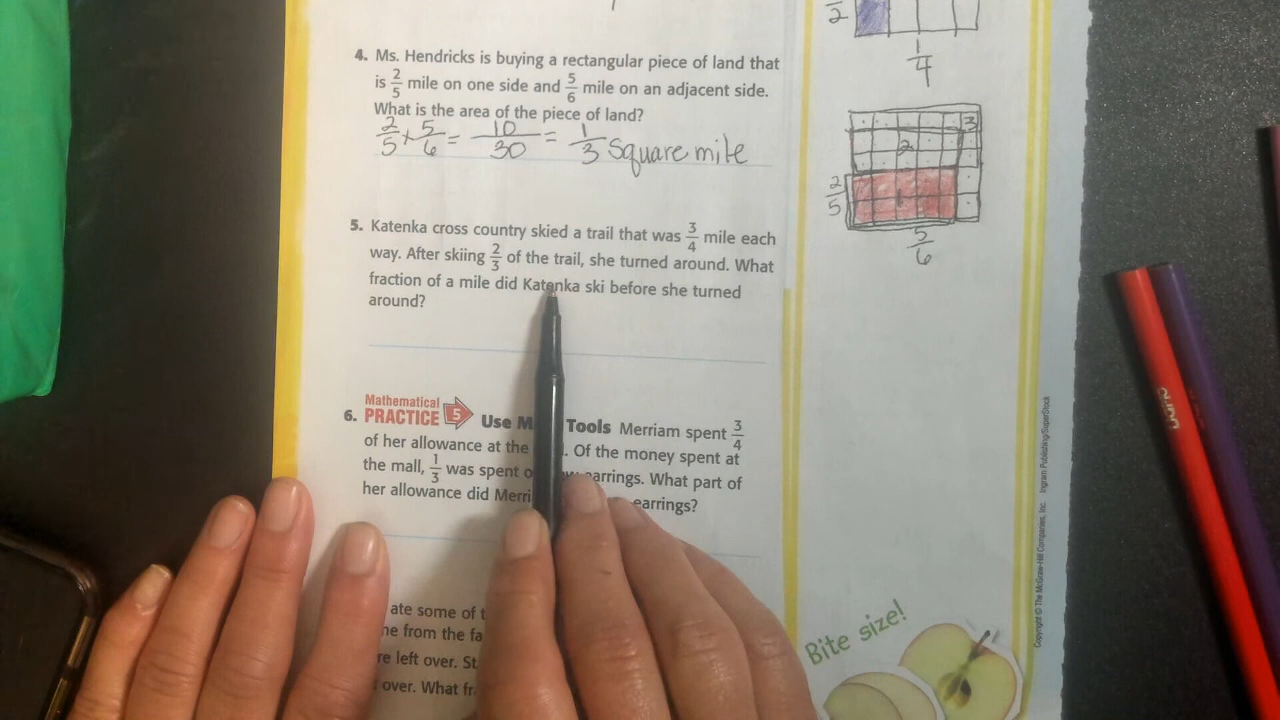 2
1/4
4. Ms. Hendricks is buying a rectangular piece of land that
is 2/5 mile on one side and 5/6 mile on an adjacent side.
What is the area of the piece of land?
2/5 × 5/6 = 10/30 = 1/3 square mile
3
2
1
2/5
5/6
5. Katenka cross country skied a trail that was 3/4 mile each
way. After skiing 2/3 of the trail, she turned around. What
fraction of a mile did Katenka ski before she turned
around?
Mathematical
6. PRACTICE 5 Use Tools Merriam spent 3/4
of her allowance at the Of the money spent at
the mall, 1/3 was spent earrings. What part of
her allowance did earrings?
ate some of
from the
left over.
over. What
Bite size!
Copyright © The McGraw-Hill Companies, Inc. Ingram Publishing/SuperStock